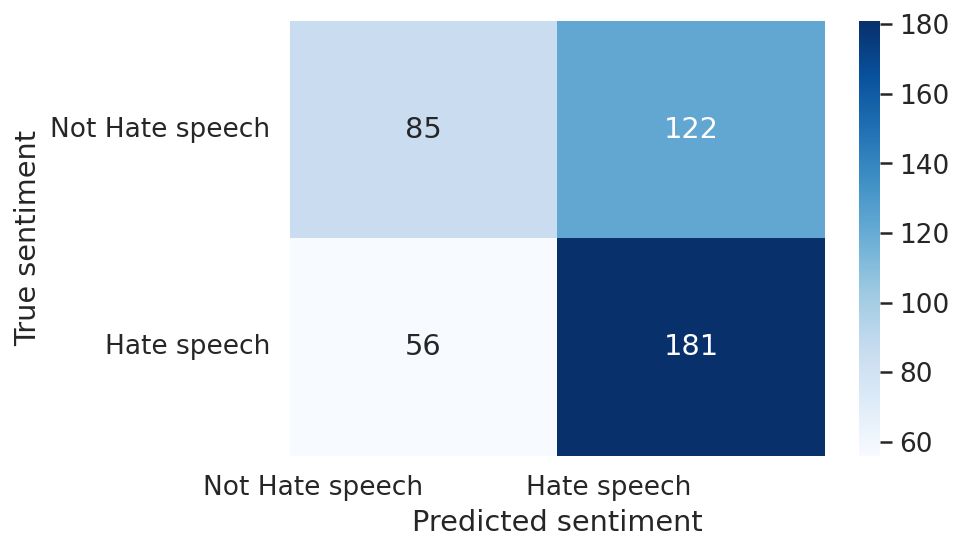 True sentiment
Not Hate speech
85
122
Hate speech
56
181
Not Hate speech
Hate speech
Predicted sentiment
180
160
140
120
100
80
60